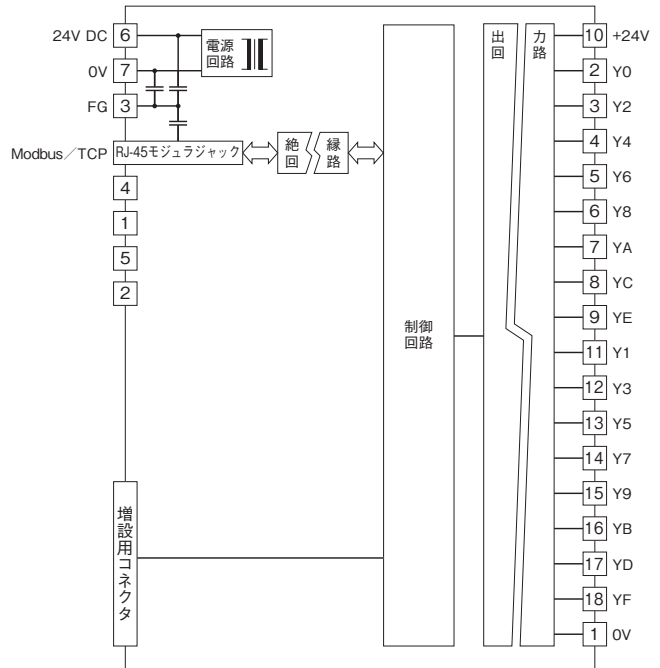 24V DC 6
0V 7
FG 3
Modbus／TCP RJ-45モジュラジャック
4
1
5
2
増設用コネクタ
電源
回路
絶縁
回路
制御
回路
出力
回路
10 +24V
2 Y0
3 Y2
4 Y4
5 Y6
6 Y8
7 YA
8 YC
9 YE
11 Y1
12 Y3
13 Y5
14 Y7
15 Y9
16 YB
17 YD
18 YF
1 0V